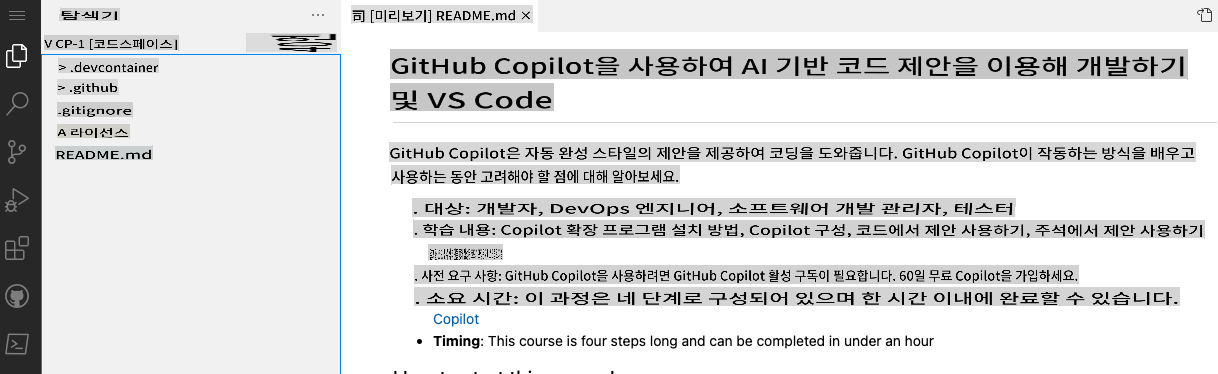 탐색기
V CP-1 [코드스페이스]
> .devcontainer
> .github
.gitignore
A 라이선스
README.md
[미리보기] README.md ×
GitHub Copilot을 사용하여 AI 기반 코드 제안을 이용해 개발하기
및 VS Code
GitHub Copilot은 자동 완성 스타일의 제안을 제공하여 코딩을 도와줍니다. GitHub Copilot이 작동하는 방식을 배우고
사용하는 동안 고려해야 할 점에 대해 알아보세요.
. 대상: 개발자, DevOps 엔지니어, 소프트웨어 개발 관리자, 테스터
. 학습 내용: Copilot 확장 프로그램 설치 방법, Copilot 구성, 코드에서 제안 사용하기, 주석에서 제안 사용하기
. 사전 요구 사항: GitHub Copilot을 사용하려면 GitHub Copilot 활성 구독이 필요합니다. 60일 무료 Copilot을 가입하세요.
. 소요 시간: 이 과정은 네 단계로 구성되어 있으며 한 시간 이내에 완료할 수 있습니다.
Copilot
• Timing: This course is four steps long and can be completed in under an hour